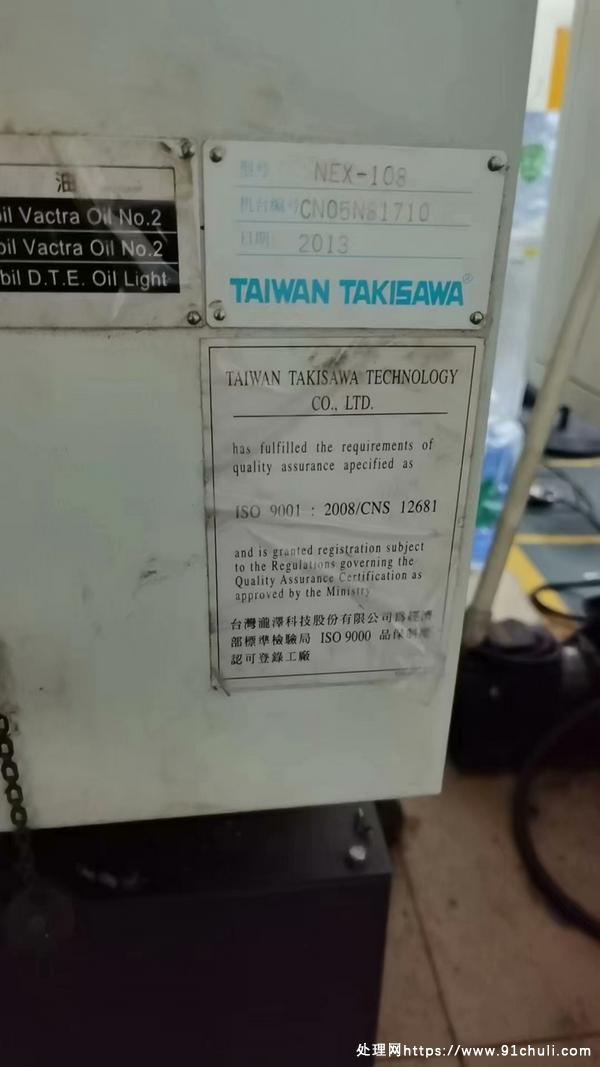 油
oil Vactra Oil No.2
bil Vactra Oil No.2
bil D.T.E. Oil Light
型号 NEX-108
机台编号 CN05N81710
日期 2013
TAIWAN TAKISAWA®
TAIWAN TAKISAWA TECHNOLOGY
CO., LTD.
has fulfilled the requirements of
quality assurance apecified as
ISO 9001 : 2008/CNS 12681
and is granted registration subject
to the Regulations governing the
Quality Assurance Certification as
approved by the Ministry
台灣瀧澤科技股份有限公司為經濟
部標準檢驗局 ISO 9000 品保制度
認可登錄工廠
处理网https://www.91chuli.com/